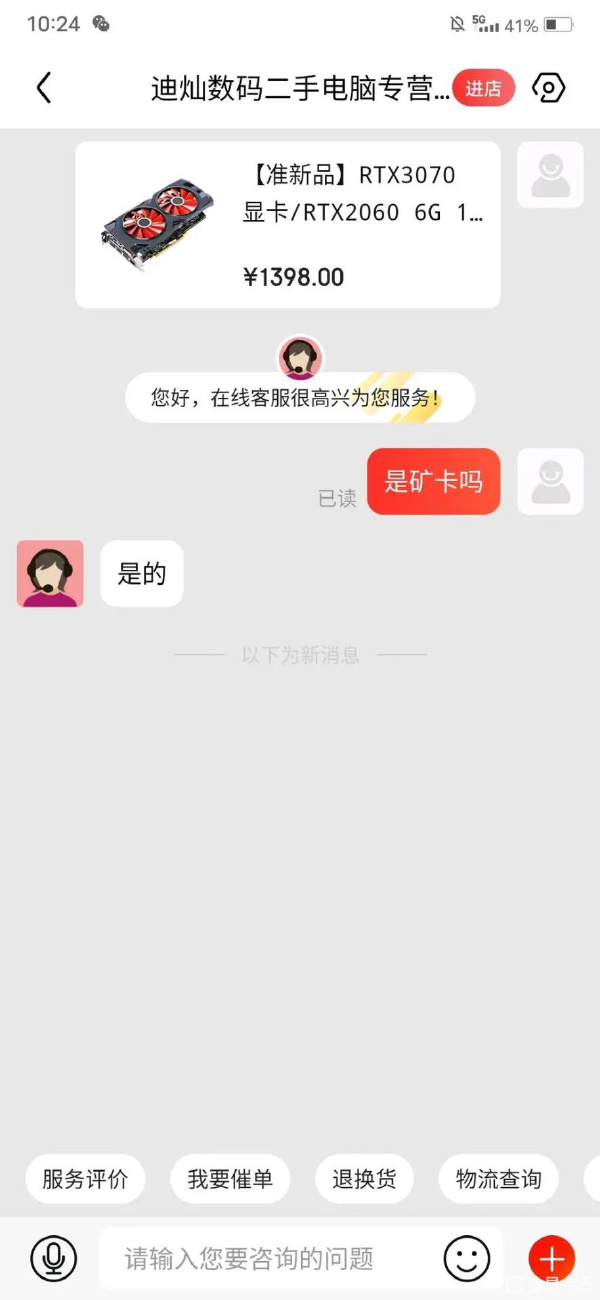 10:24
5G
41%
迪灿数码二手电脑专营...
进店
【准新品】RTX3070
显卡/RTX2060 6G 1...
¥1398.00
您好，在线客服很高兴为您服务！
已读
是矿卡吗
是的
以下为新消息
服务评价
我要催单
退换货
物流查询
请输入您要咨询的问题